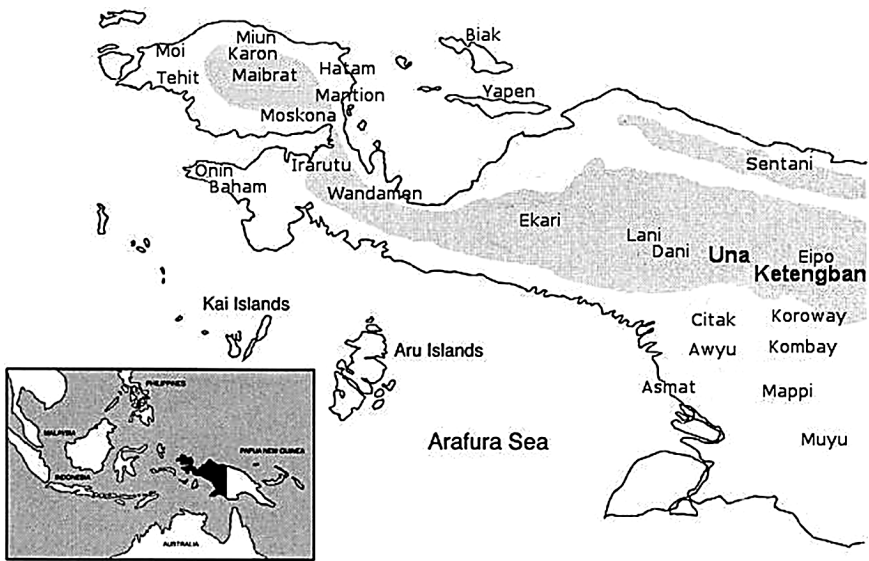 Biak
Miun
Moi
Karon
Hatam
Maibrat
Tehit
Yapen
Mantion
Moskona
Sentani
Irarutu
Onin
Baham
Wandamen
Ekari
Lani
Dani
Una
Eipo
Ketengban
Kai Islands
Citak
Koroway
Aru Islands
Awyu
Kombay
Asmat
Mappi
Arafura Sea
Muyu
PHILIPPINES
MALAYSIA
PAPUA NEW GUINEA
INDONESIA
AUSTRALIA